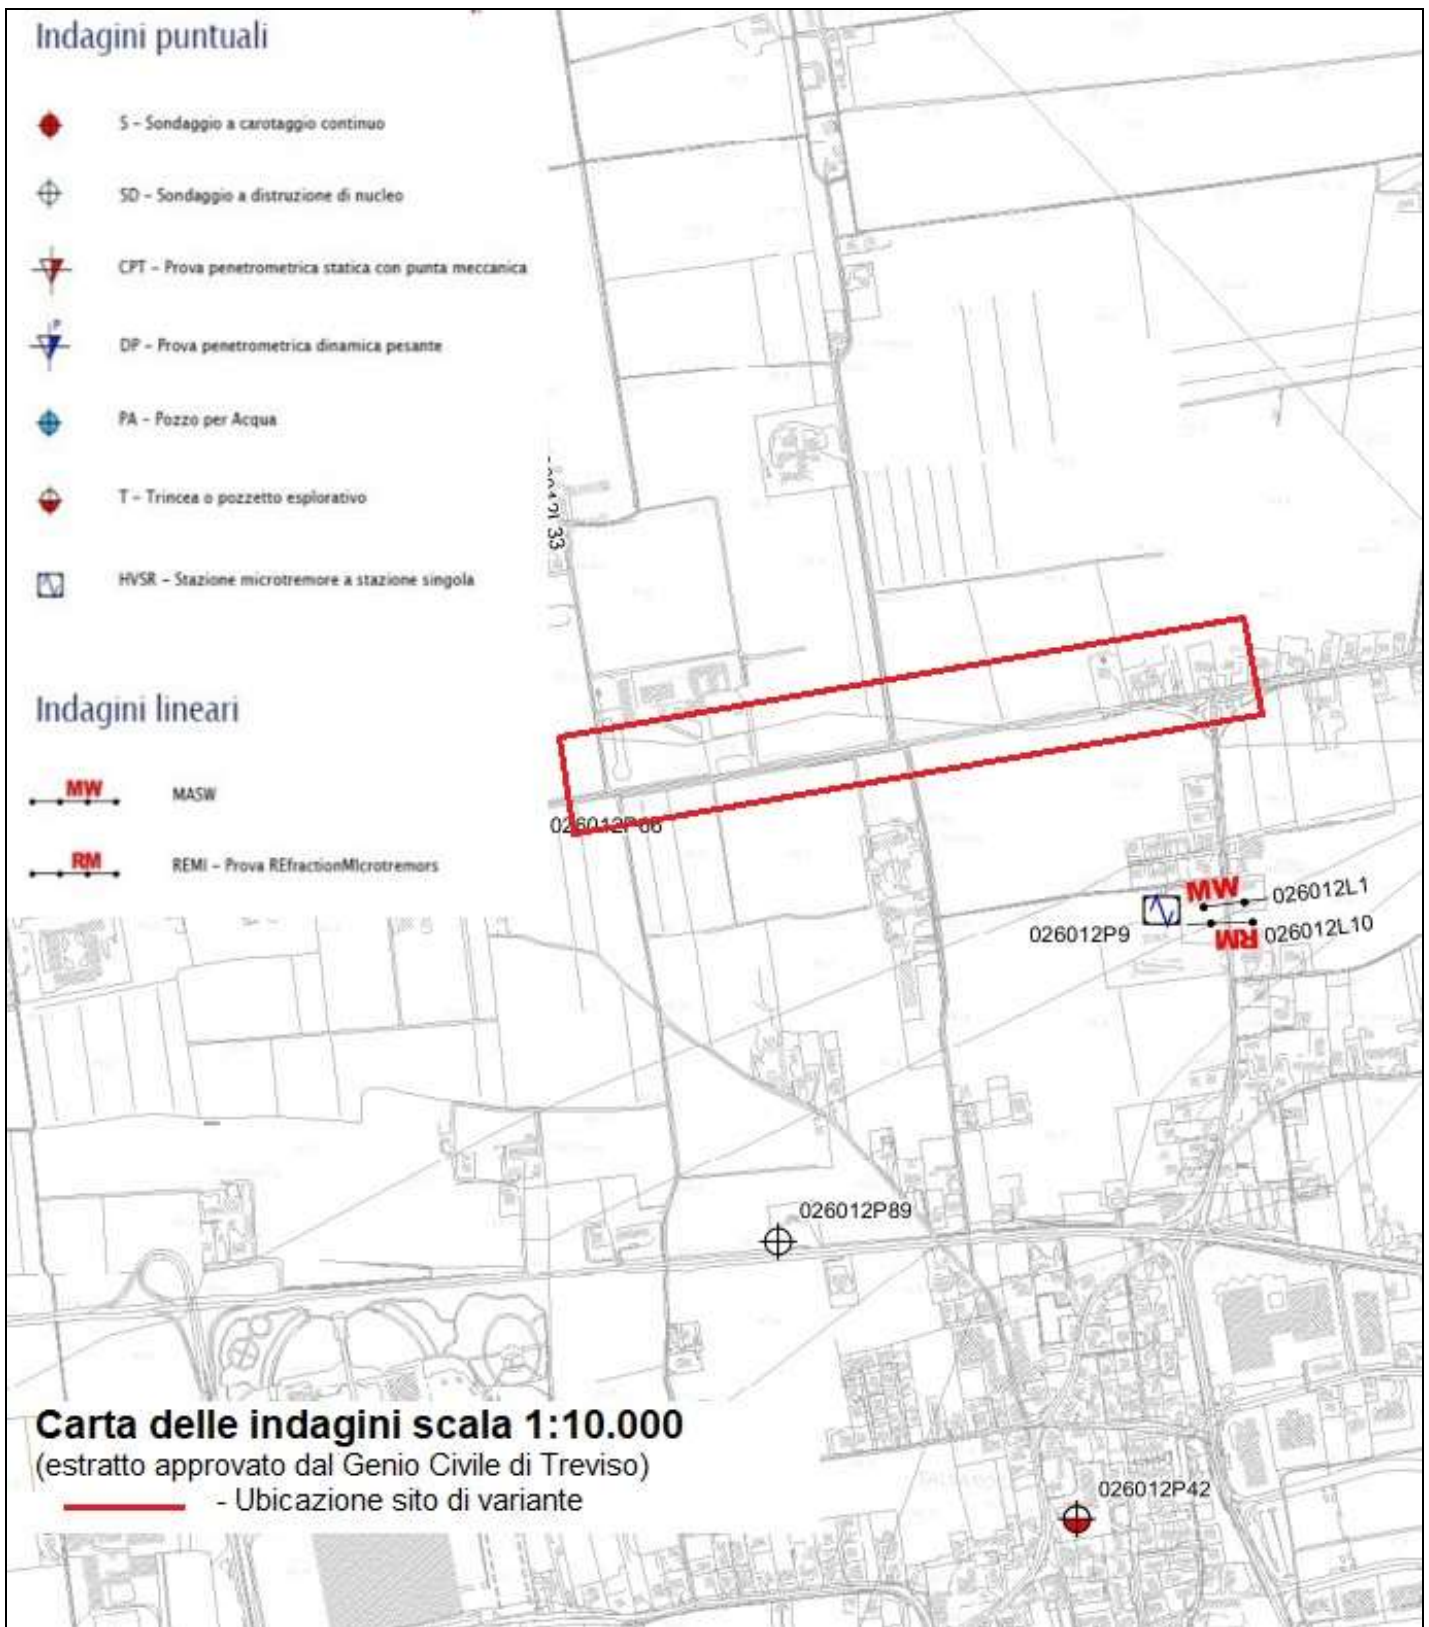 Indagini puntuali
S - Sondaggio a carotaggio continuo
SD - Sondaggio a distruzione di nucleo
CPT - Prova penetrometrica statica con punta meccanica
P
DP - Prova penetrometrica dinamica pesante
PA - Pozzo per Acqua
T - Trincea o pozzetto esplorativo
HVSR - Stazione microtremore a stazione singola
Indagini lineari
MW
MASW
RM
REMI - Prova REfractionMIcrotremors
MW
026012L1
026012P9
RM
026012L10
026012P89
Carta delle indagini scala 1:10.000
(estratto approvato dal Genio Civile di Treviso)
- Ubicazione sito di variante
026012P42